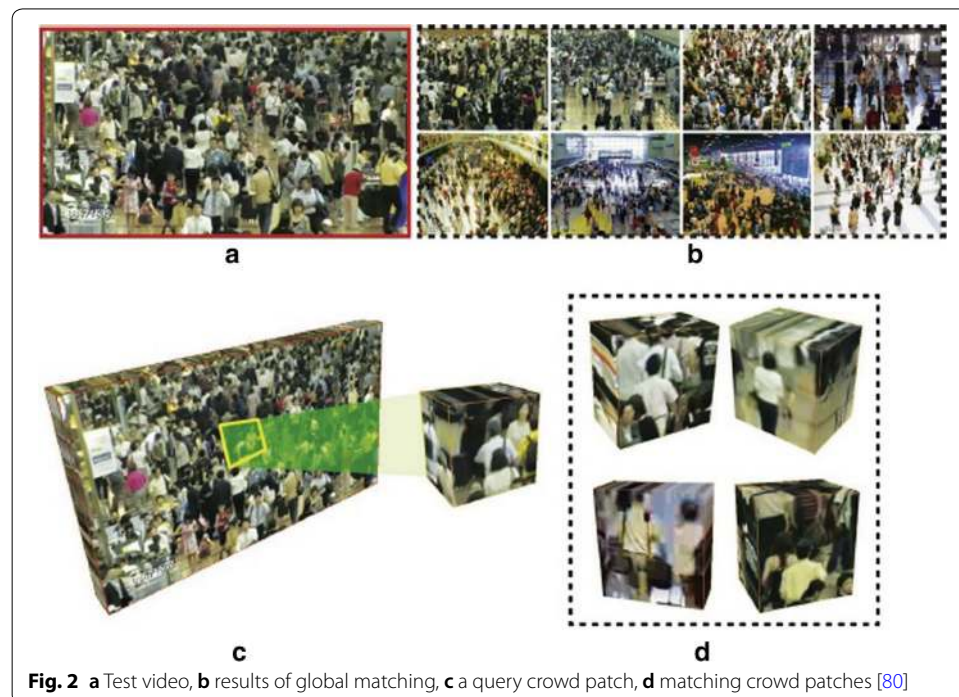 a
b
c
d
Fig. 2 a Test video, b results of global matching, c a query crowd patch, d matching crowd patches [80]